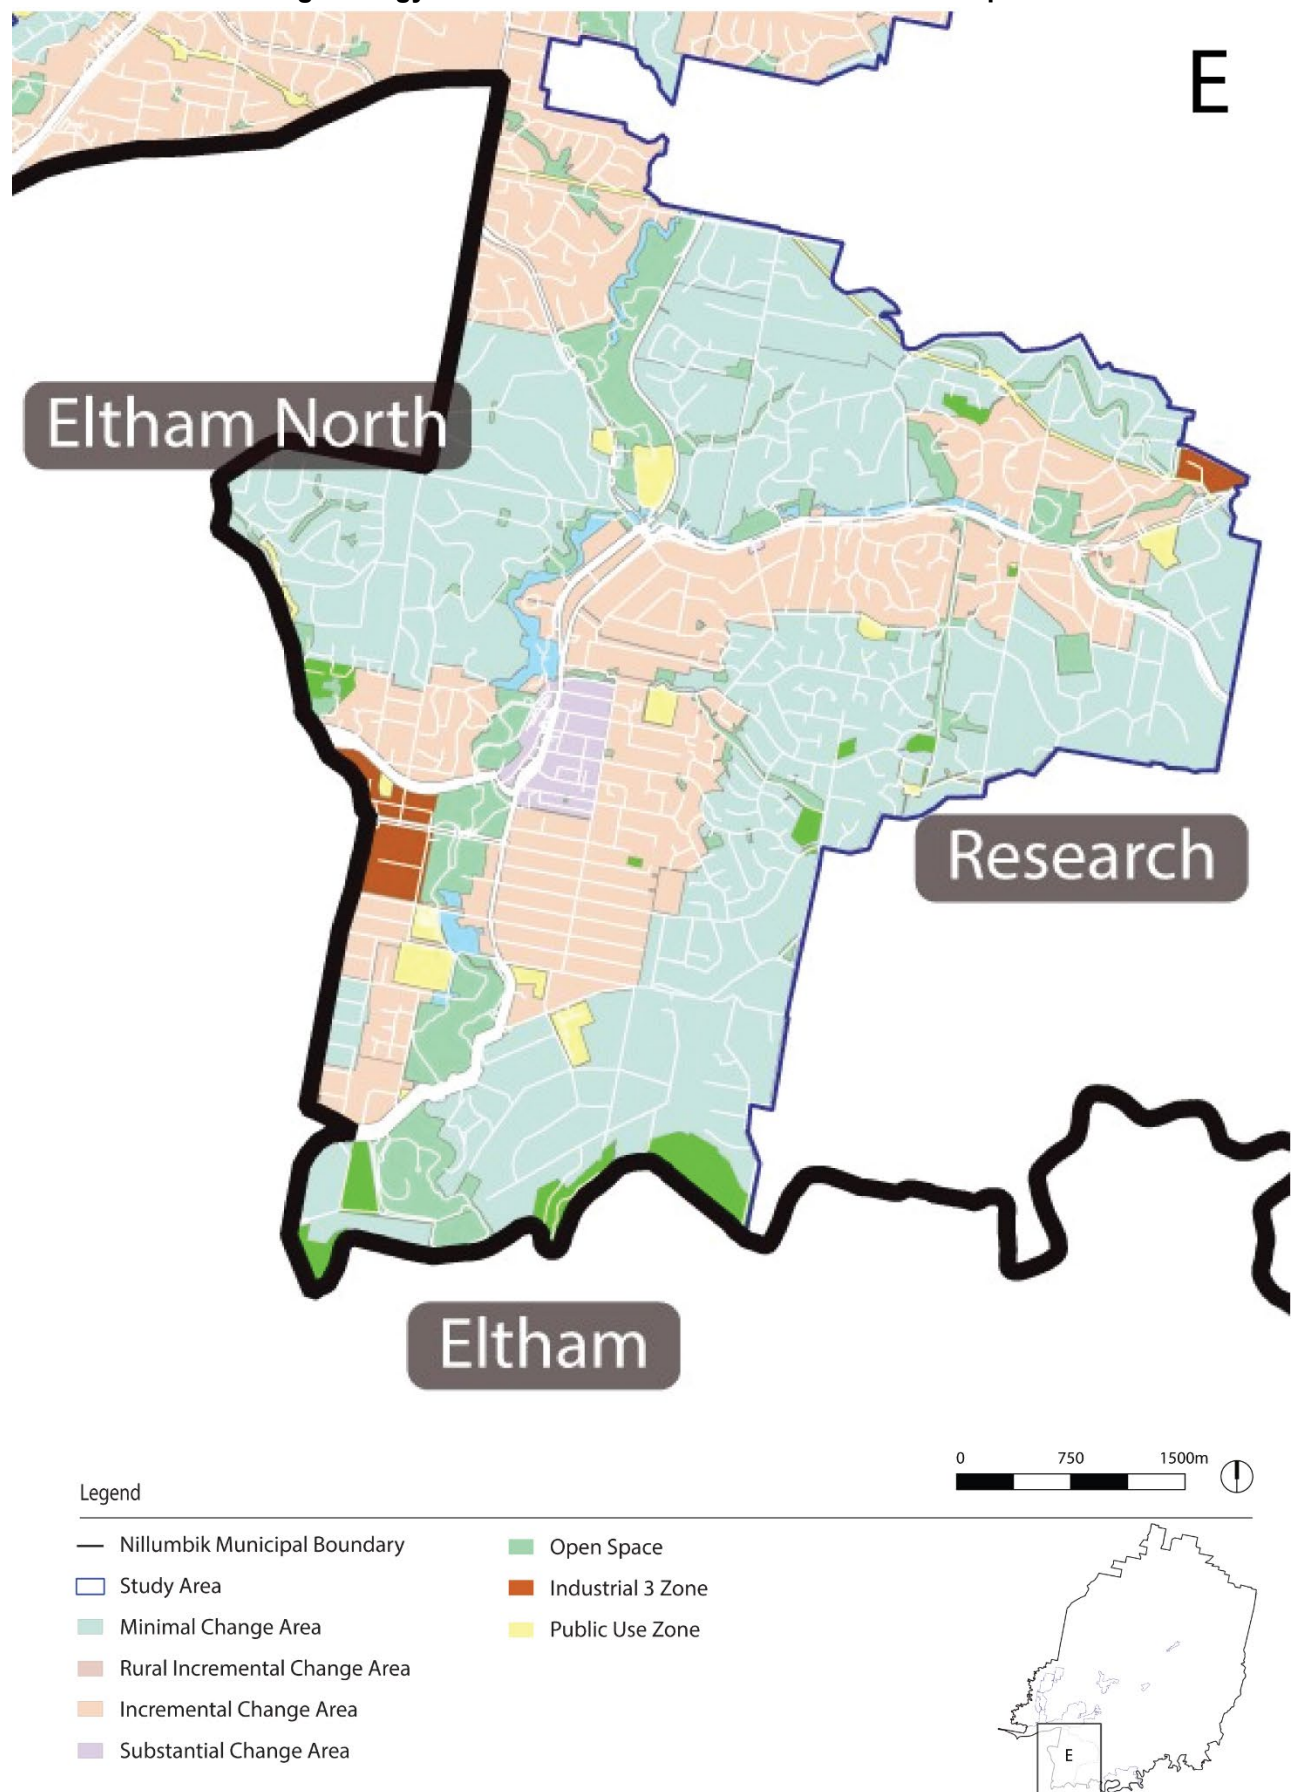 E
Eltham North
Research
Eltham
0 750 1500m
Legend
Nillumbik Municipal Boundary
Study Area
Minimal Change Area
Rural Incremental Change Area
Incremental Change Area
Substantial Change Area
Open Space
Industrial 3 Zone
Public Use Zone
E